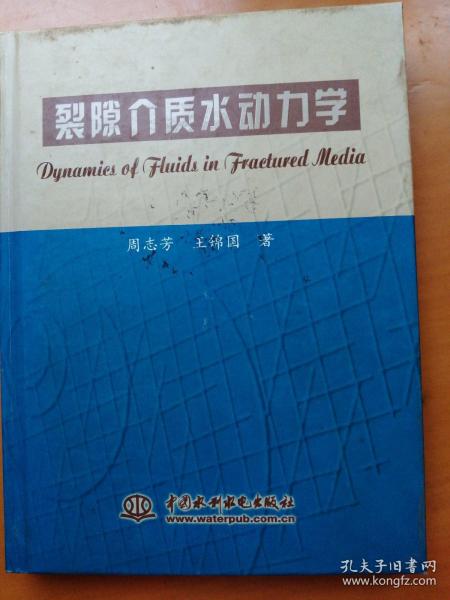 裂隙介质水动力学
Dynamics of Fluids in Fractured Media
周志芳 王锦国 著
中国水利水电出版社
www.waterpub.com.cn
孔夫子旧书网
www.kongfz.com